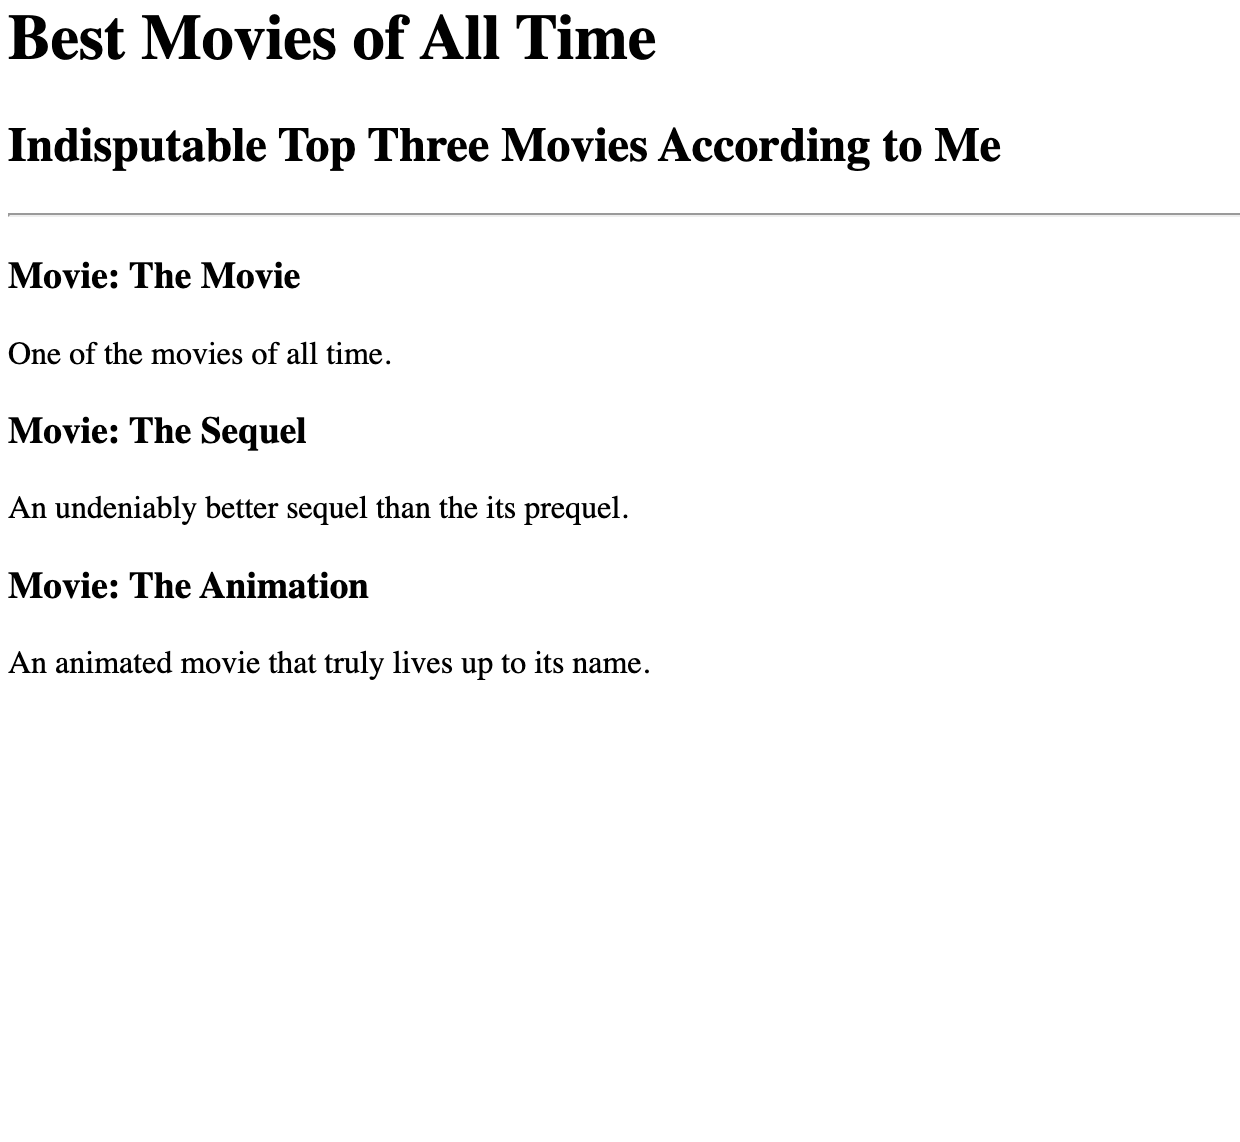 Best Movies of All Time
Indisputable Top Three Movies According to Me
Movie: The Movie
One of the movies of all time.
Movie: The Sequel
An undeniably better sequel than the its prequel.
Movie: The Animation
An animated movie that truly lives up to its name.